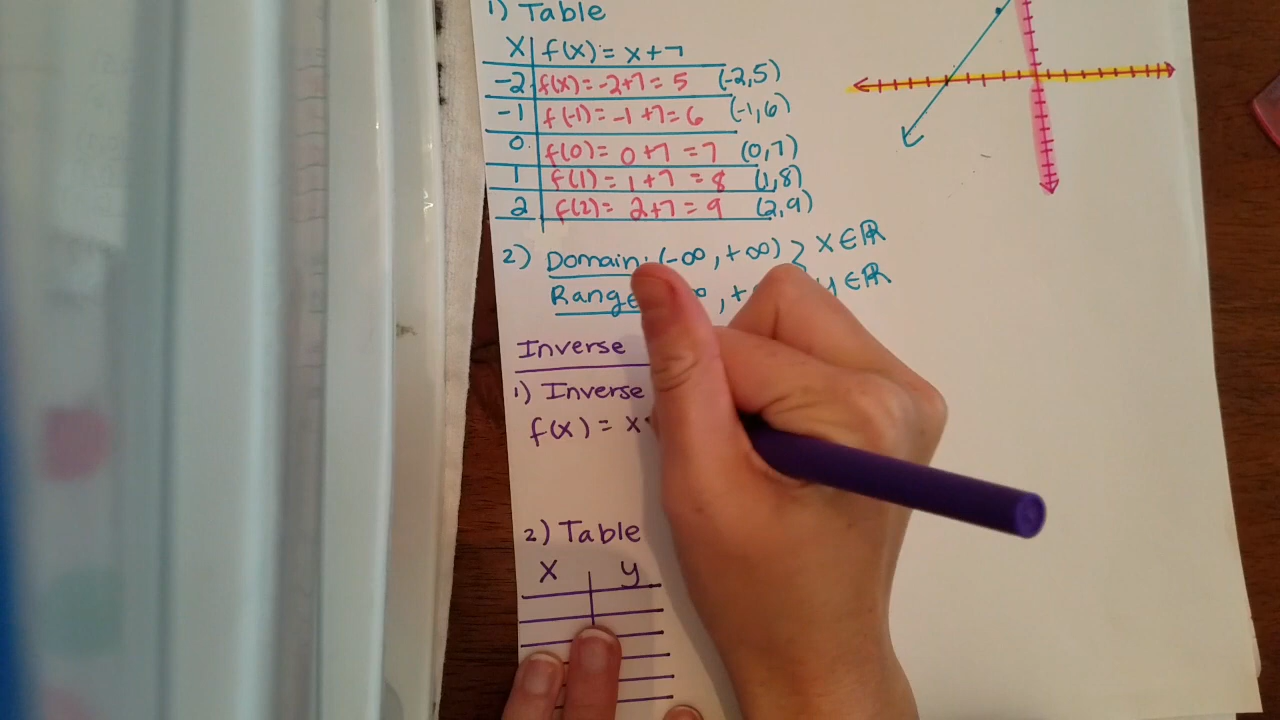 1) Table
X f(x) = x+7
-2 f(x) = -2+7 = 5 (-2,5)
-1 f(-1) = -1+7 = 6 (-1,6)
0 f(0) = 0+7 = 7 (0,7)
1 f(1) = 1+7 = 8 (1,8)
2 f(2) = 2+7 = 9 (2,9)
2) Domain: (-∞, +∞) } X∈ℝ
Range y∈ℝ
Inverse
1) Inverse
f(x) = x
2) Table
X y